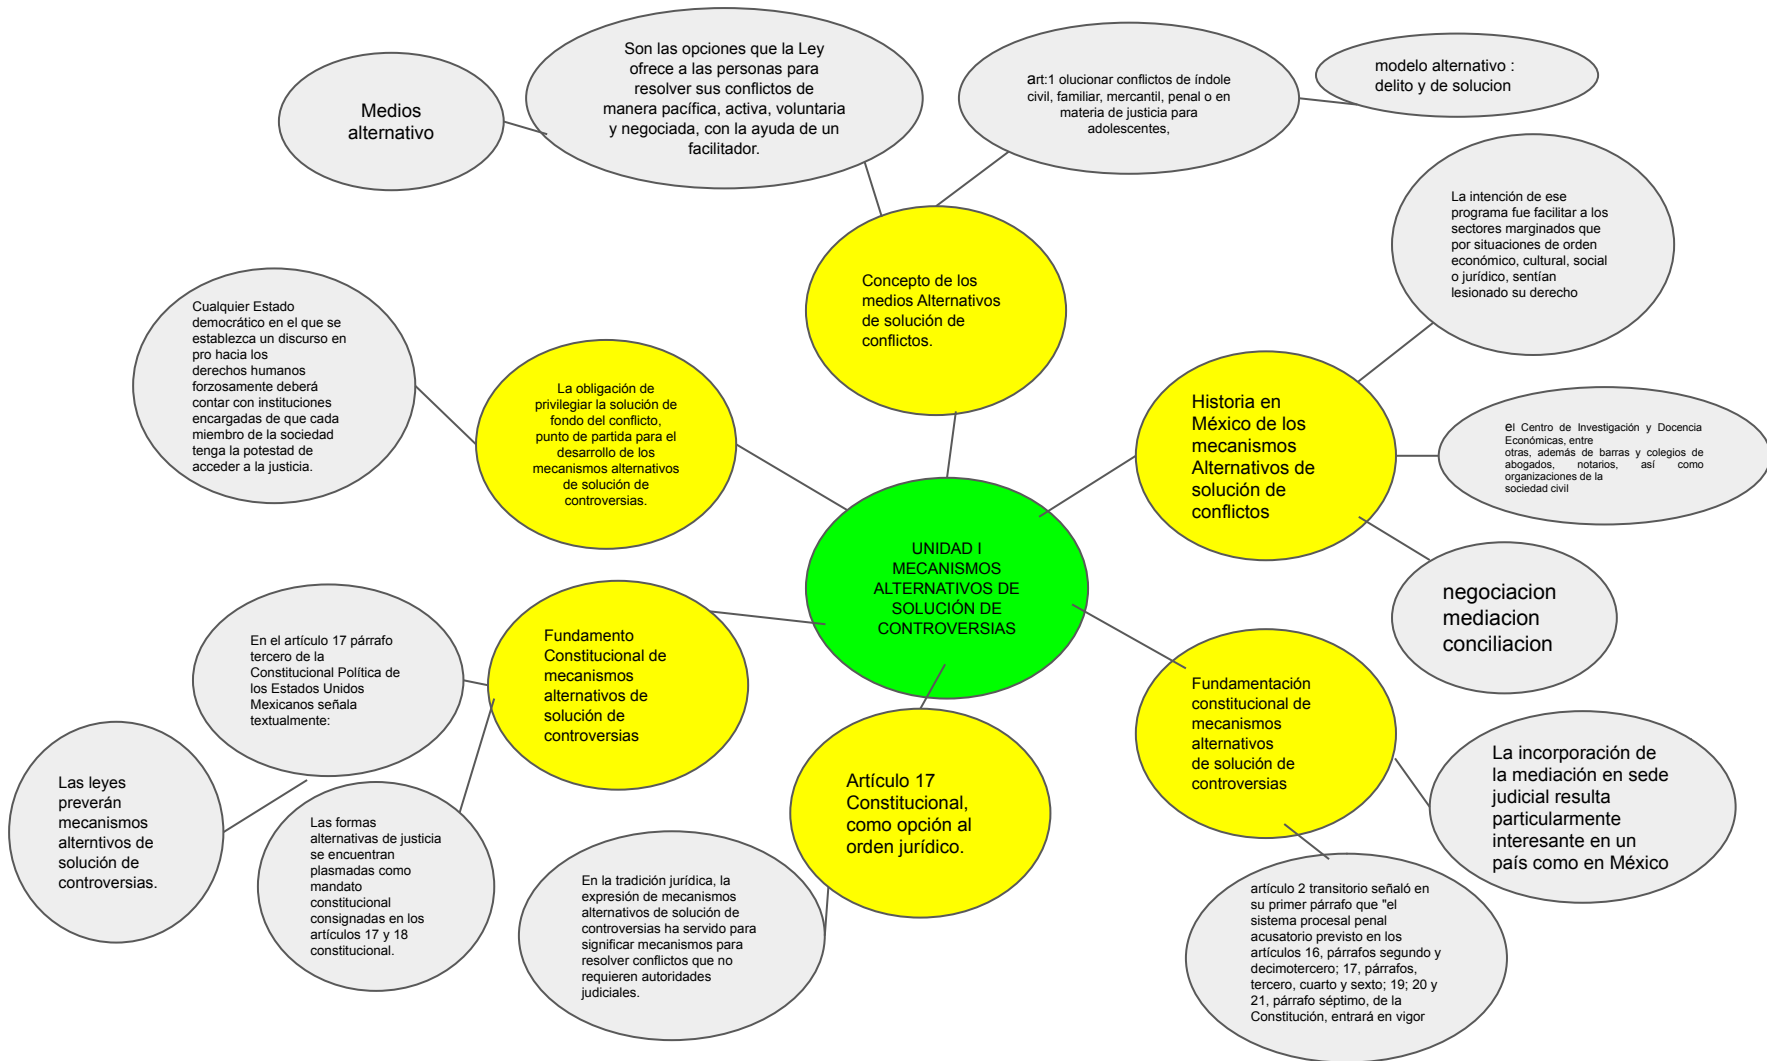 Medios
alternativo
Son las opciones que la Ley
ofrece a las personas para
resolver sus conflictos de
manera pacífica, activa, voluntaria
y negociada, con la ayuda de un
facilitador.
art:1 olucionar conflictos de índole
civil, familiar, mercantil, penal o en
materia de justicia para
adolescentes,
modelo alternativo :
delito y de solucion
La intención de ese
programa fue facilitar a los
sectores marginados que
por situaciones de orden
económico, cultural, social
o jurídico, sentían
lesionado su derecho
Concepto de los
medios Alternativos
de solución de
conflictos.
Cualquier Estado
democrático en el que se
establezca un discurso en
pro hacia los
derechos humanos
forzosamente deberá
contar con instituciones
encargadas de que cada
miembro de la sociedad
tenga la potestad de
acceder a la justicia.
La obligación de
privilegiar la solución de
fondo del conflicto,
punto de partida para el
desarrollo de los
mecanismos alternativos
de solución de
controversias.
Historia en
México de los
mecanismos
Alternativos de
solución de
conflictos
el Centro de Investigación y Docencia
Económicas, entre
otras, además de barras y colegios de
abogados, notarios, así como
organizaciones de la
sociedad civil
UNIDAD I
MECANISMOS
ALTERNATIVOS DE
SOLUCIÓN DE
CONTROVERSIAS
negociacion
mediacion
conciliacion
En el artículo 17 párrafo
tercero de la
Constitucional Política de
los Estados Unidos
Mexicanos señala
textualmente:
Fundamento
Constitucional de
mecanismos
alternativos de
solución de
controversias
Fundamentación
constitucional de
mecanismos
alternativos
de solución de
controversias
Las leyes
preverán
mecanismos
alterntivos de
solución de
controversias.
Las formas
alternativas de justicia
se encuentran
plasmadas como
mandato
constitucional
consignadas en los
artículos 17 y 18
constitucional.
Artículo 17
Constitucional,
como opción al
orden jurídico.
La incorporación de
la mediación en sede
judicial resulta
particularmente
interesante en un
país como en México
En la tradición jurídica, la
expresión de mecanismos
alternativos de solución de
controversias ha servido para
significar mecanismos para
resolver conflictos que no
requieren autoridades
judiciales.
artículo 2 transitorio señaló en
su primer párrafo que "el
sistema procesal penal
acusatorio previsto en los
artículos 16, párrafos segundo y
decimotercero; 17, párrafos,
tercero, cuarto y sexto; 19; 20 y
21, párrafo séptimo, de la
Constitución, entrará en vigor